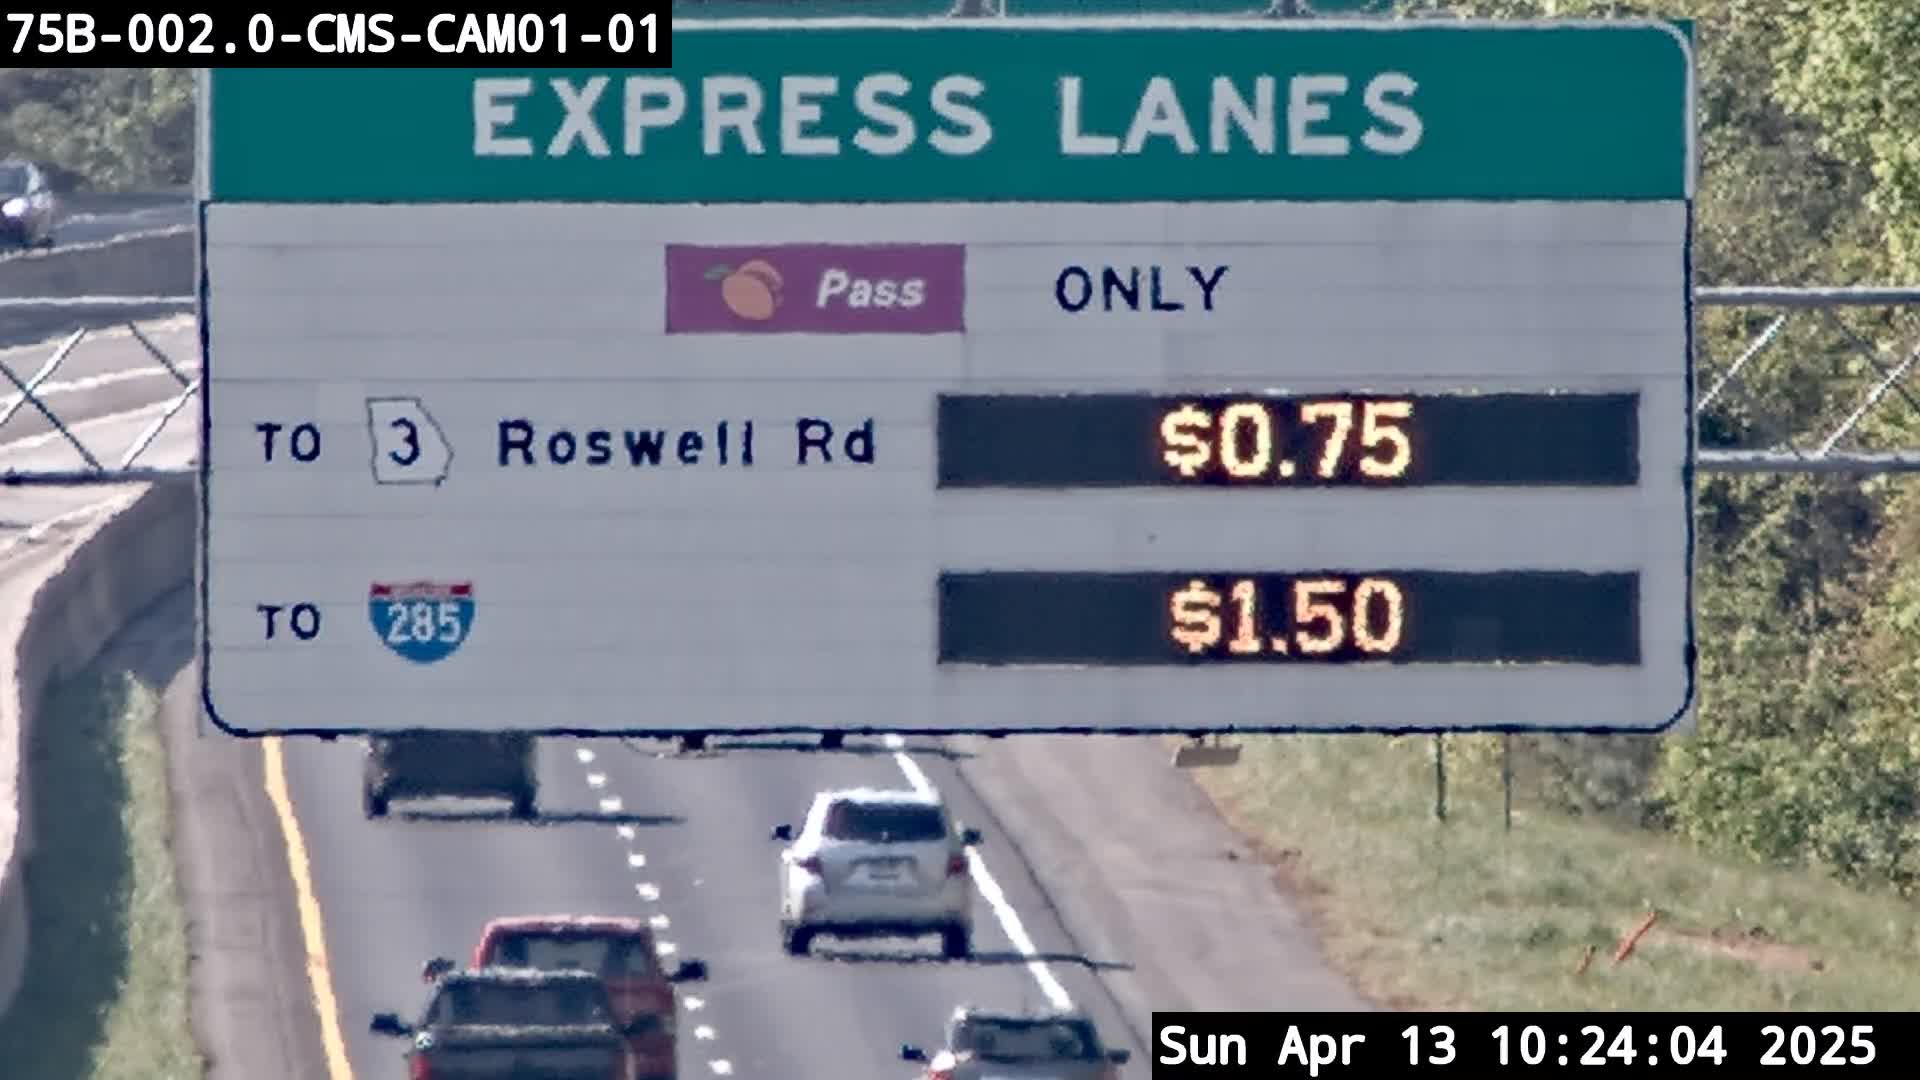 75B-002.0-CMS-CAM01-01
EXPRESS LANES
Pass ONLY
TO 3 Roswell Rd $0.75
TO 285 $1.50
Sun Apr 13 10:24:04 2025